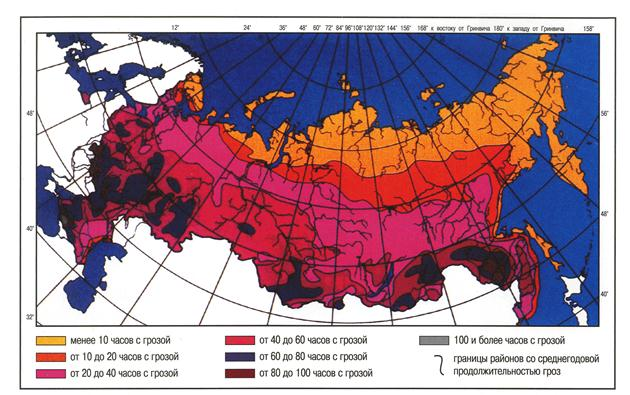 12° 24° 36° 48° 60° 72° 84° 96° 108° 120° 132° 144° 156° 168° к востоку от Гринвича 180° к западу от Гринвича 158°
48° 56°
48°
40° 40°
32°
менее 10 часов с грозой
от 10 до 20 часов с грозой
от 20 до 40 часов с грозой
от 40 до 60 часов с грозой
от 60 до 80 часов с грозой
от 80 до 100 часов с грозой
100 и более часов с грозой
границы районов со среднегодовой
продолжительностью гроз